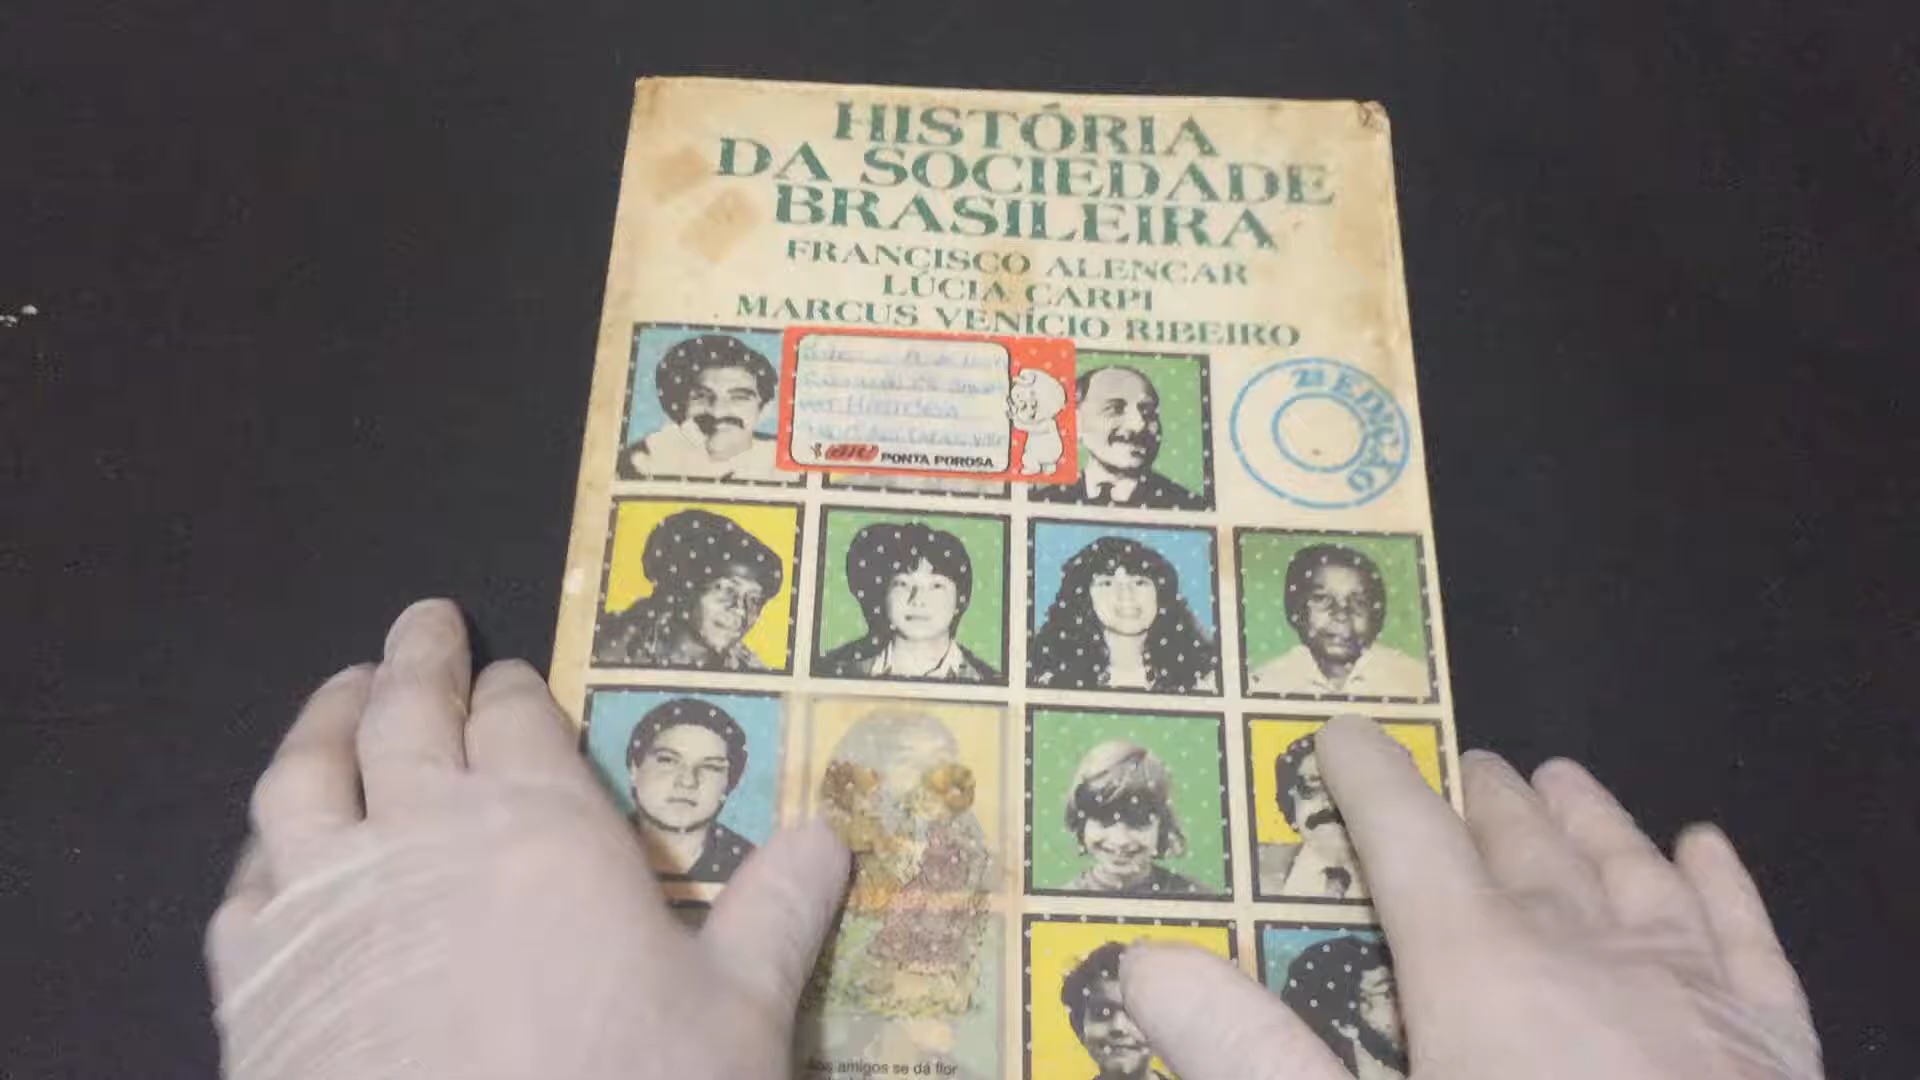 HISTÓRIA
DA SOCIEDADE
BRASILEIRA
FRANCISCO ALENCAR
LÚCIA CARPI
MARCUS VENÍCIO RIBEIRO
PONTA POROSA
2ª EDIÇÃO
amigos se dá flor